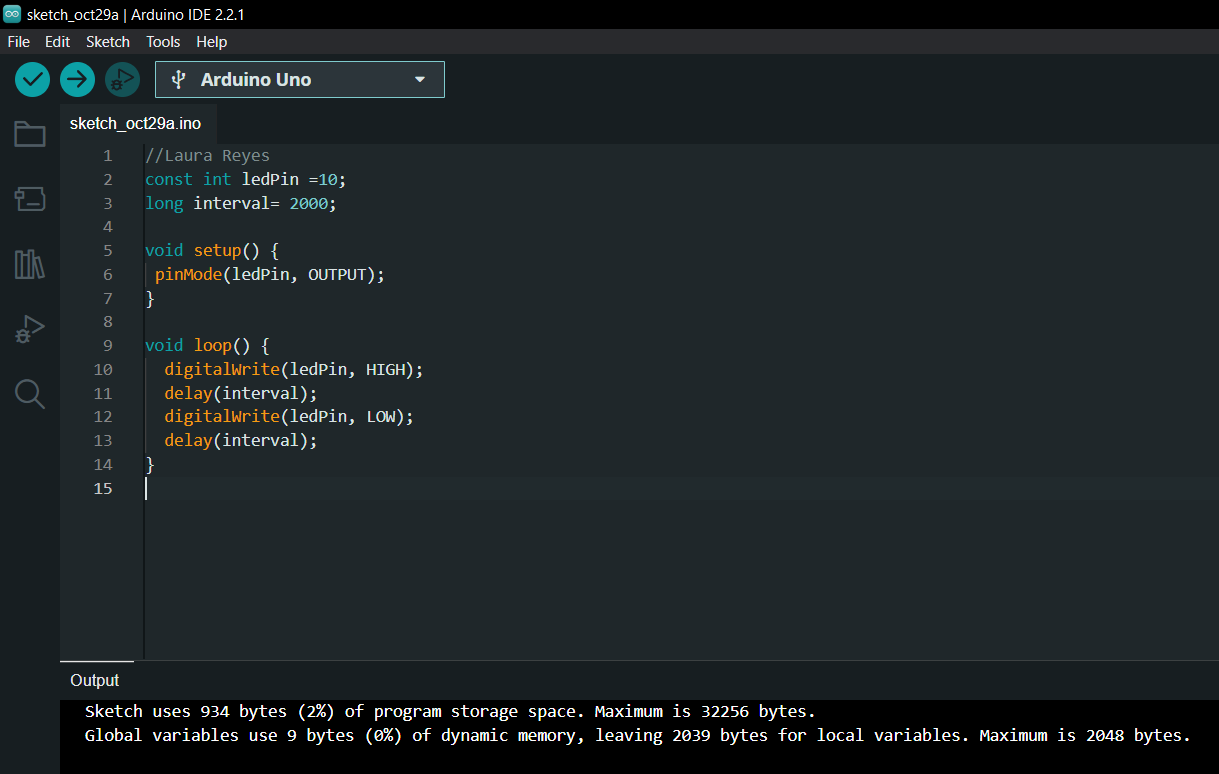 sketch_oct29a | Arduino IDE 2.2.1
File Edit Sketch Tools Help
Arduino Uno
sketch_oct29a.ino
1 //Laura Reyes
2 const int ledPin =10;
3 long interval= 2000;
4
5 void setup() {
6  pinMode(ledPin, OUTPUT);
7 }
8
9 void loop() {
10   digitalWrite(ledPin, HIGH);
11   delay(interval);
12   digitalWrite(ledPin, LOW);
13   delay(interval);
14 }
15
Output
Sketch uses 934 bytes (2%) of program storage space. Maximum is 32256 bytes.
Global variables use 9 bytes (0%) of dynamic memory, leaving 2039 bytes for local variables. Maximum is 2048 bytes.